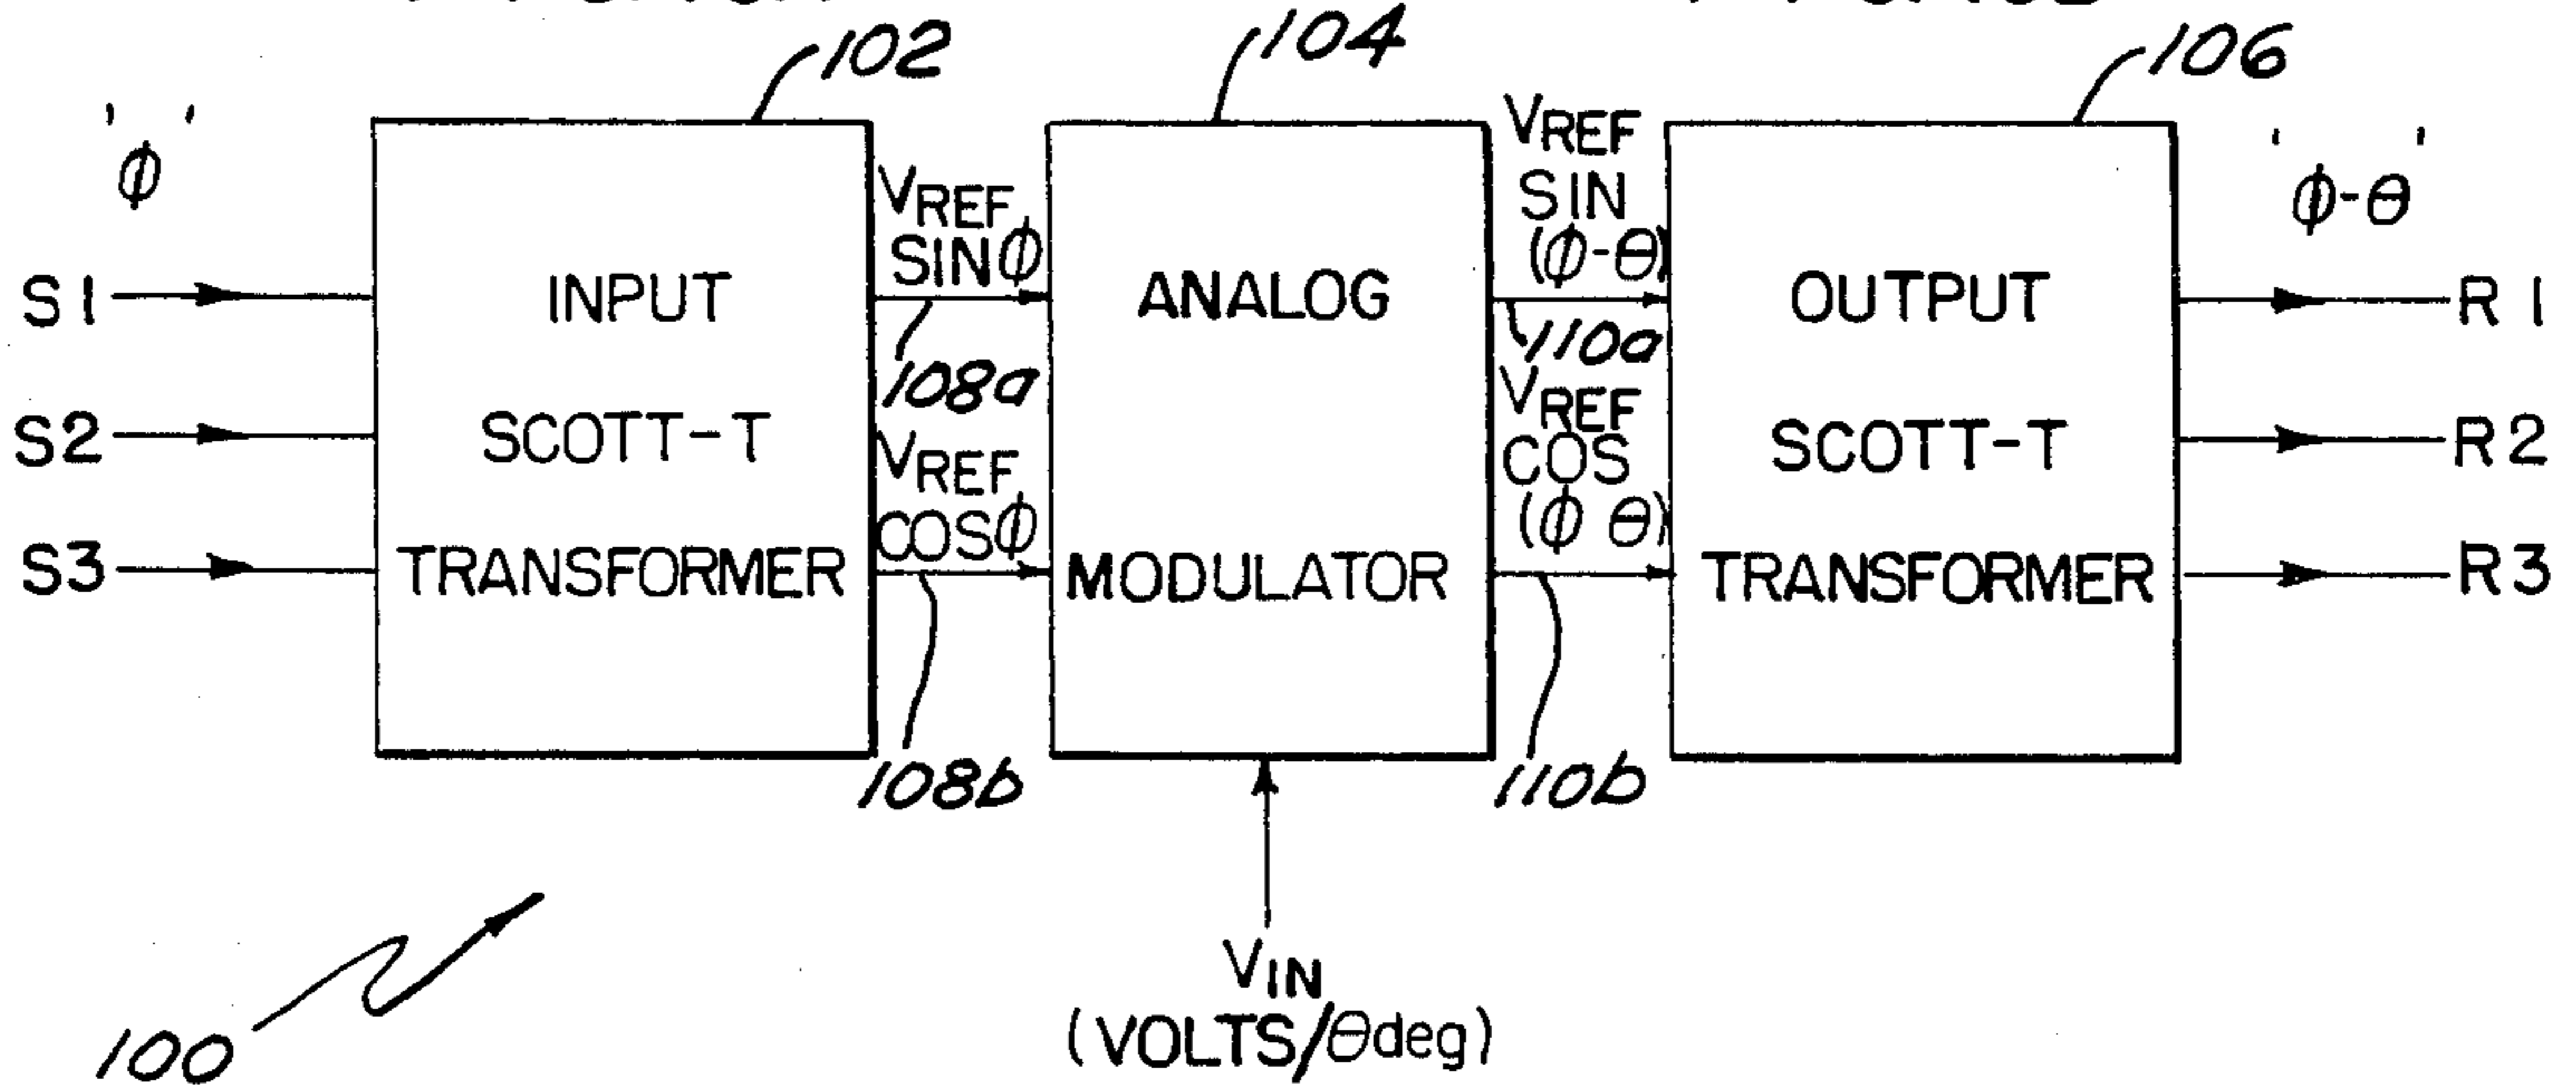 102
104
106
'ϕ'
'ϕ-θ'
S1
S2
S3
INPUT
SCOTT-T
TRANSFORMER
VREF
SINϕ
108a
VREF
COSϕ
108b
ANALOG
MODULATOR
VREF
SIN
(ϕ-θ)
110a
VREF
COS
(ϕ θ)
110b
OUTPUT
SCOTT-T
TRANSFORMER
R1
R2
R3
VIN
(VOLTS/θdeg)
100